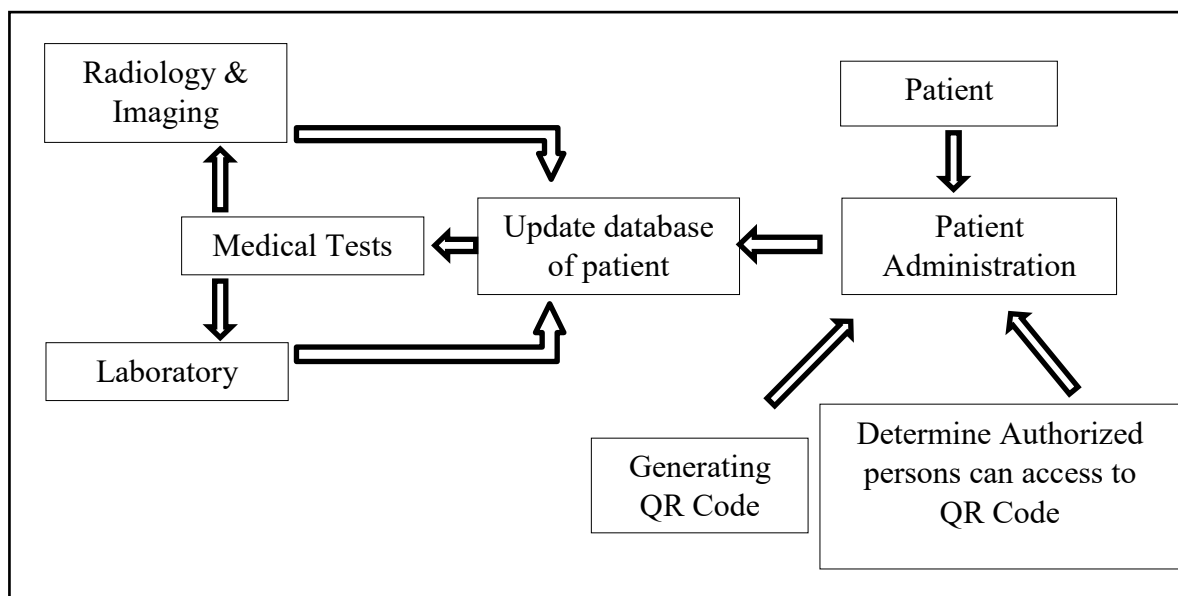 Radiology &
Imaging
Patient
Medical Tests
Update database
of patient
Patient
Administration
Laboratory
Generating
QR Code
Determine Authorized
persons can access to
QR Code